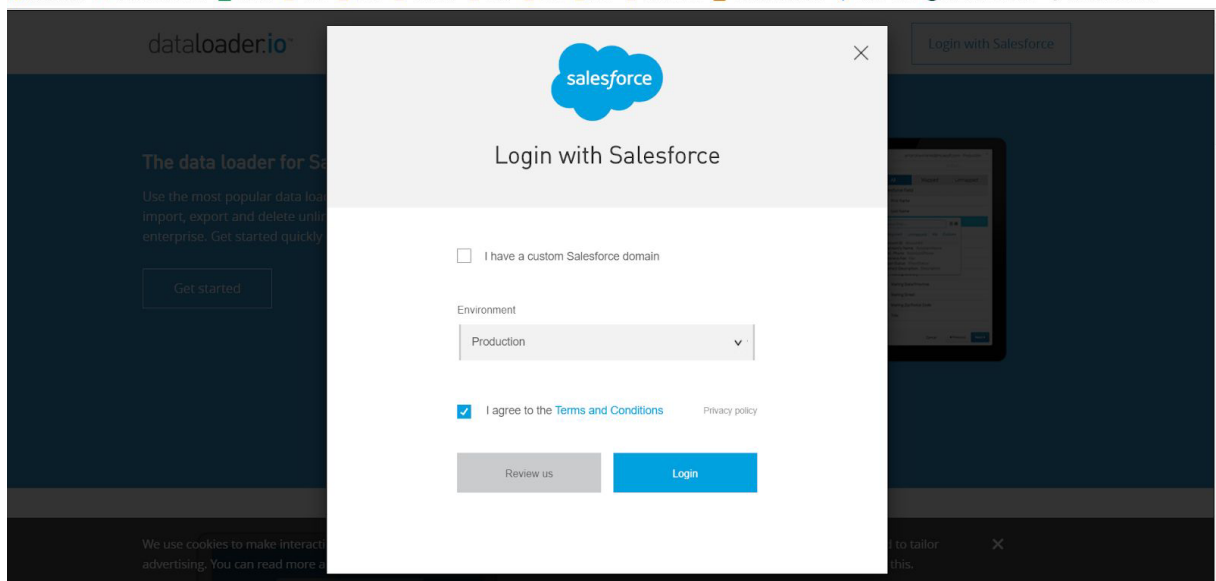 dataloader.io
Login with Salesforce
salesforce
Login with Salesforce
The data loader for Sa
Use the most popular data loa
import, export and delete unli
enterprise. Get started quickly
Get started
I have a custom Salesforce domain
Environment
Production
I agree to the Terms and Conditions
Privacy policy
Review us
Login
We use cookies to make interacti
d to tailor
advertising. You can read more a
this.